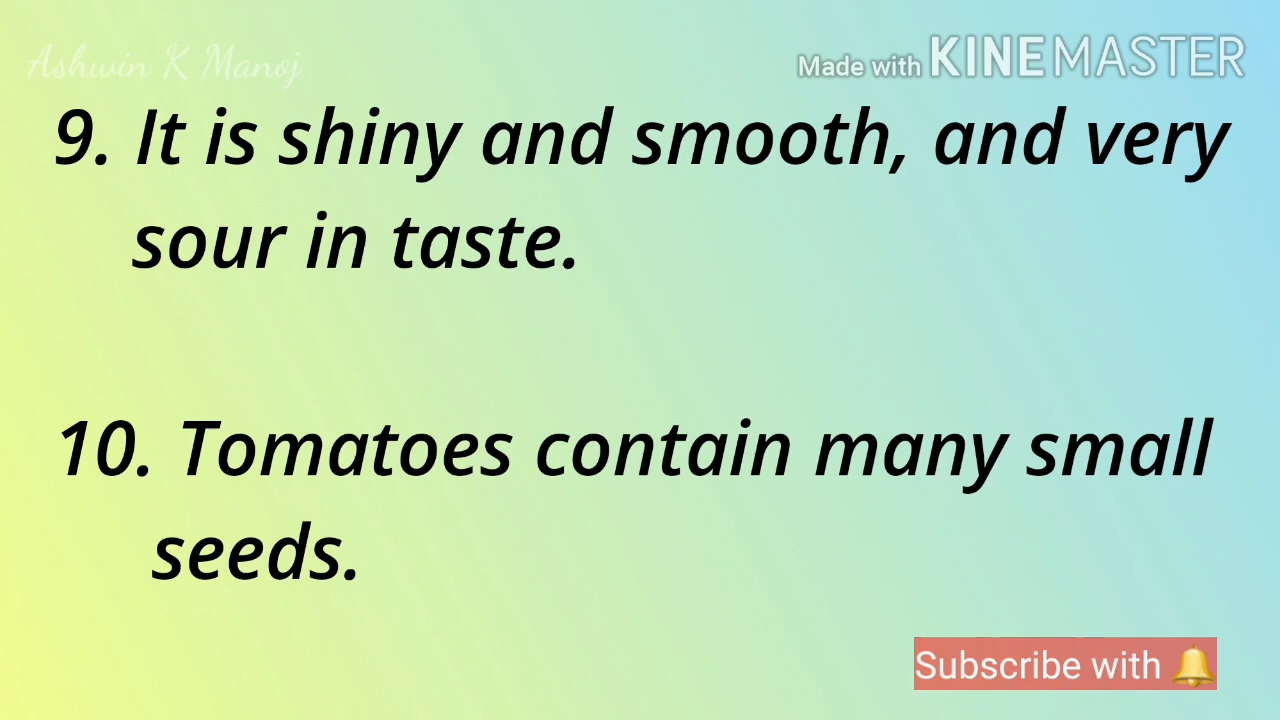 Ashwin K Manoj
Made with KINEMASTER
9. It is shiny and smooth, and very
sour in taste.
10. Tomatoes contain many small
seeds.
Subscribe with 🔔